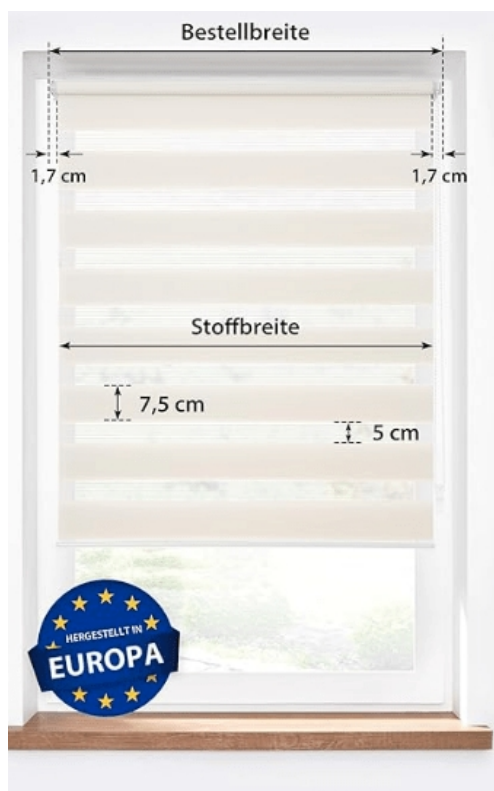 Bestellbreite
1,7 cm
1,7 cm
Stoffbreite
7,5 cm
5 cm
HERGESTELLT IN
EUROPA